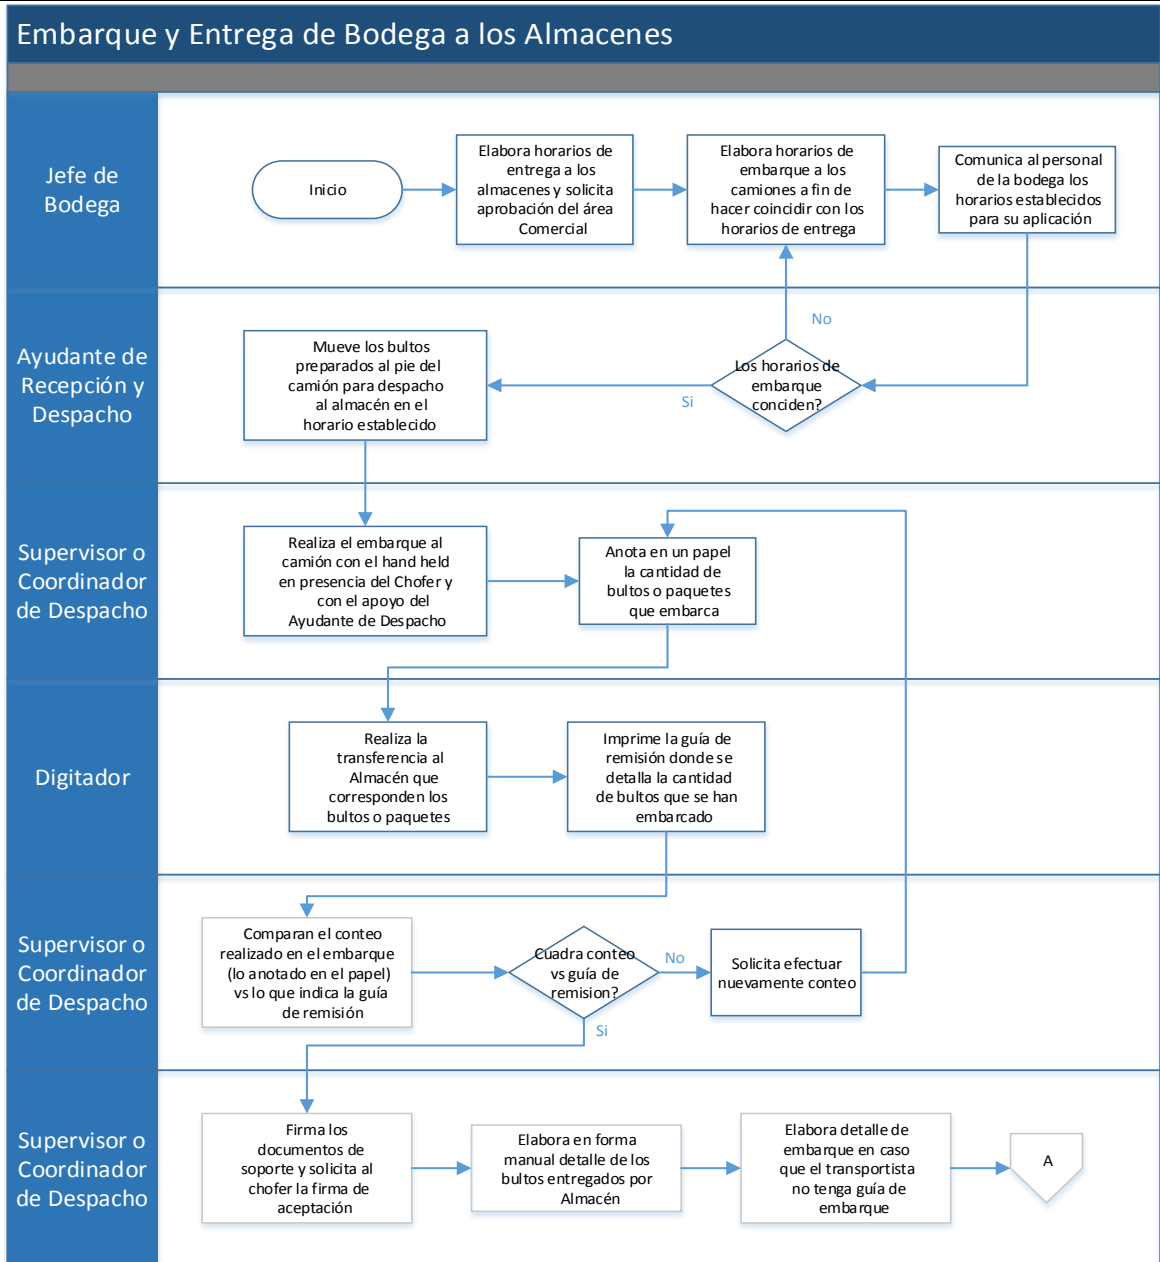 Embarque y Entrega de Bodega a los Almacenes
Jefe de
Bodega
Inicio
Elabora horarios de
entrega a los
almacenes y solicita
aprobación del área
Comercial
Elabora horarios de
embarque a los
camiones a fin de
hacer coincidir con los
horarios de entrega
Comunica al personal
de la bodega los
horarios establecidos
para su aplicación
Ayudante de
Recepción y
Despacho
Mueve los bultos
preparados al pie del
camión para despacho
al almacén en el
horario establecido
Si
No
Los horarios de
embarque
conciden?
Supervisor o
Coordinador
de Despacho
Realiza el embarque al
camión con el hand held
en presencia del Chofer y
con el apoyo del
Ayudante de Despacho
Anota en un papel
la cantidad de
bultos o paquetes
que embarca
Digitador
Realiza la
transferencia al
Almacén que
corresponden los
bultos o paquetes
Imprime la guía de
remisión donde se
detalla la cantidad
de bultos que se han
embarcado
Supervisor o
Coordinador
de Despacho
Comparan el conteo
realizado en el embarque
(lo anotado en el papel)
vs lo que indica la guía
de remisión
Cuadra conteo
vs guía de
remision?
No
Si
Solicita efectuar
nuevamente conteo
Supervisor o
Coordinador
de Despacho
Firma los
documentos de
soporte y solicita al
chofer la firma de
aceptación
Elabora en forma
manual detalle de los
bultos entregados por
Almacén
Elabora detalle de
embarque en caso
que el transportista
no tenga guía de
embarque
A